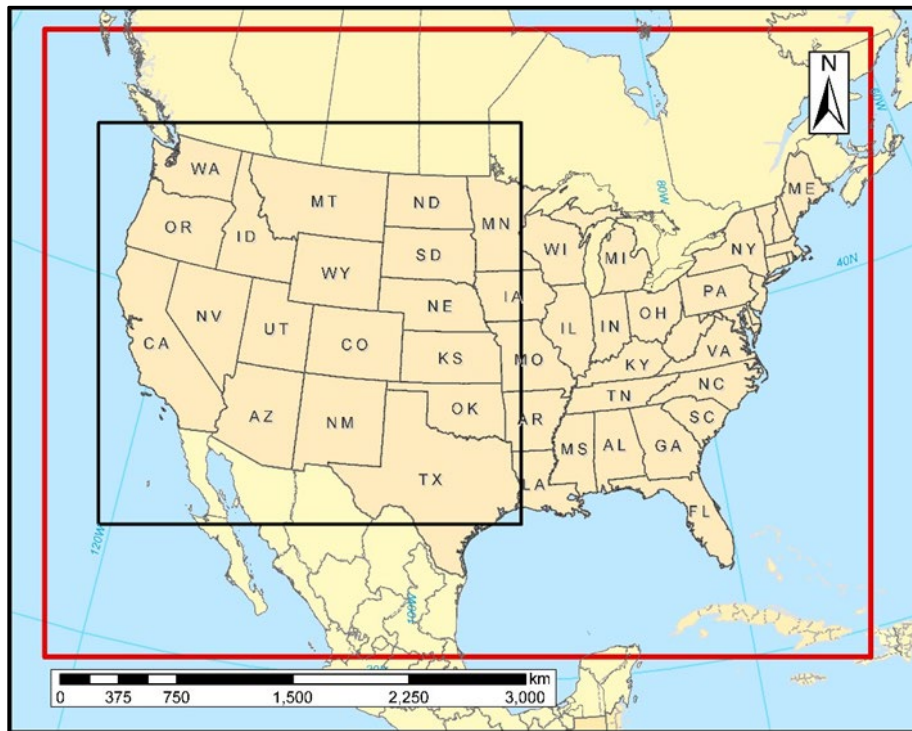 N
60W
80W
ME
WA
MT
ND
MN
OR
ID
WI
MI
NY
40N
SD
WY
PA
IA
NE
NV
OH
IL
IN
UT
CA
CO
KS
MO
VA
KY
NC
TN
OK
AR
SC
AZ
NM
MS
AL
GA
TX
LA
FL
120W
100W
km
0
375
750
1,500
2,250
3,000